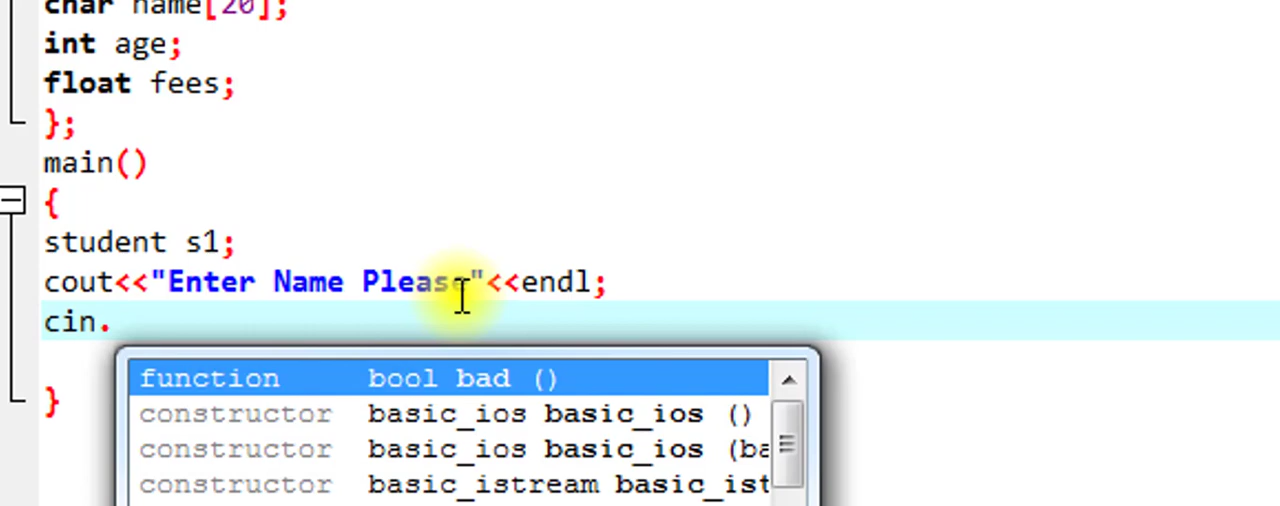 char name[20];
int age;
float fees;
};
main()
{
student s1;
cout<<"Enter Name Please"<<endl;
cin.
function bool bad ()
constructor basic_ios basic_ios ()
constructor basic_ios basic_ios (ba
constructor basic_istream basic_ist
}